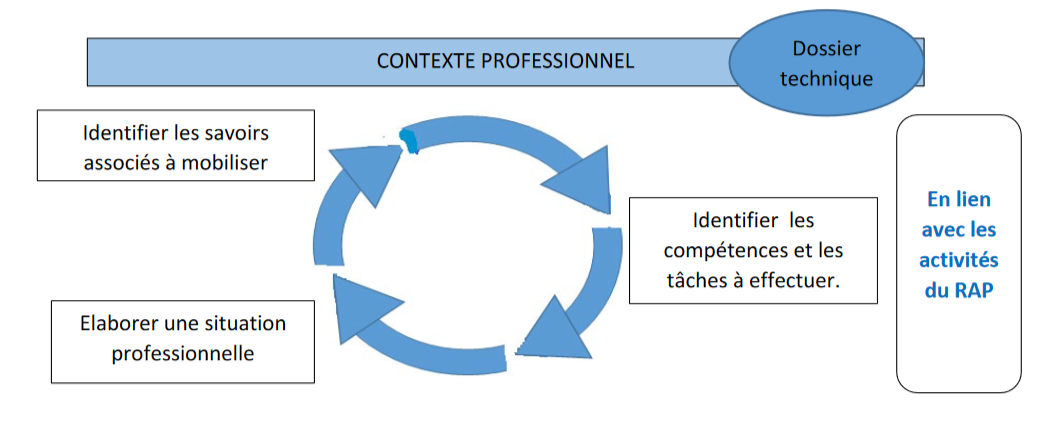 CONTEXTE PROFESSIONNEL
Dossier
technique
Identifier les savoirs
associés à mobiliser
Identifier  les
compétences et les
tâches à effectuer.
En lien
avec les
activités
du RAP
Elaborer une situation
professionnelle